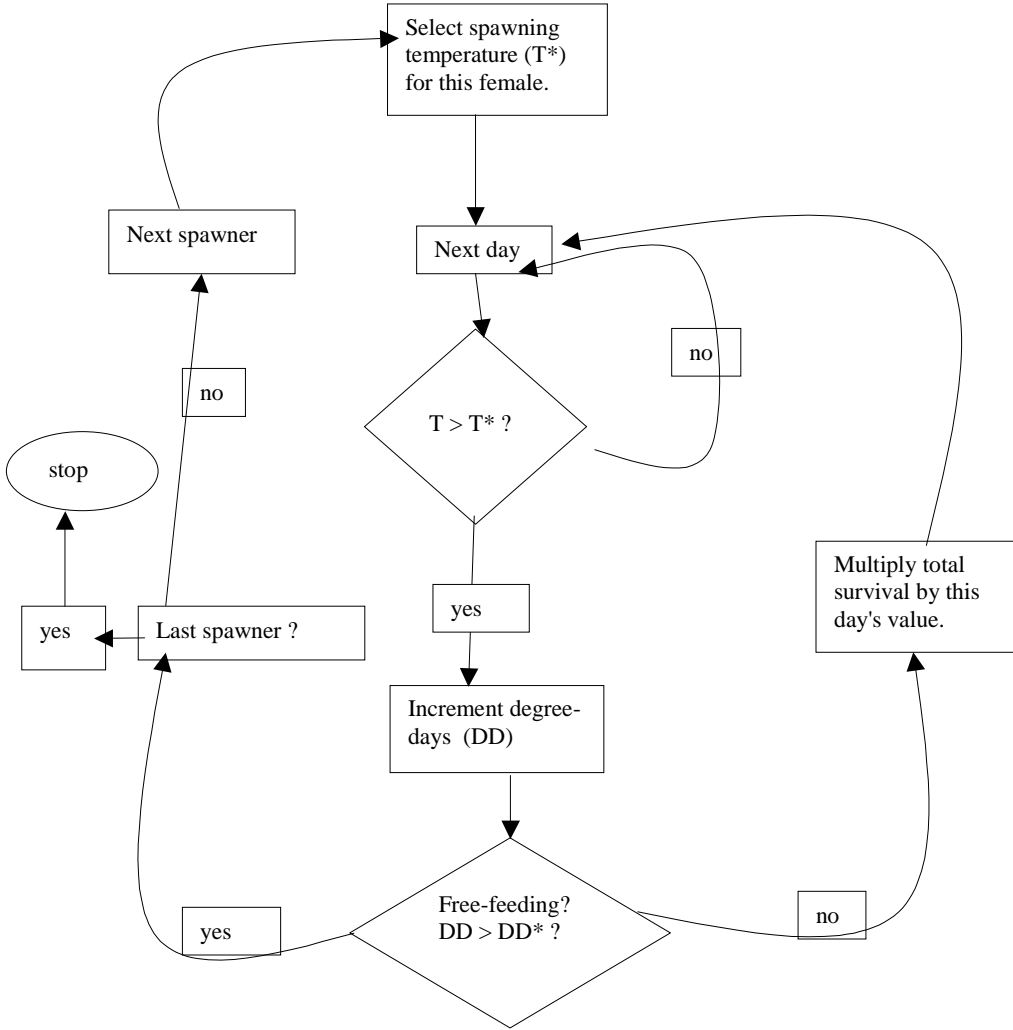 Select spawning
temperature (T*)
for this female.
Next spawner
Next day
no
no
T > T* ?
stop
Multiply total
survival by this
day's value.
yes
yes
Last spawner ?
Increment degree-
days (DD)
Free-feeding?
DD > DD* ?
yes
no